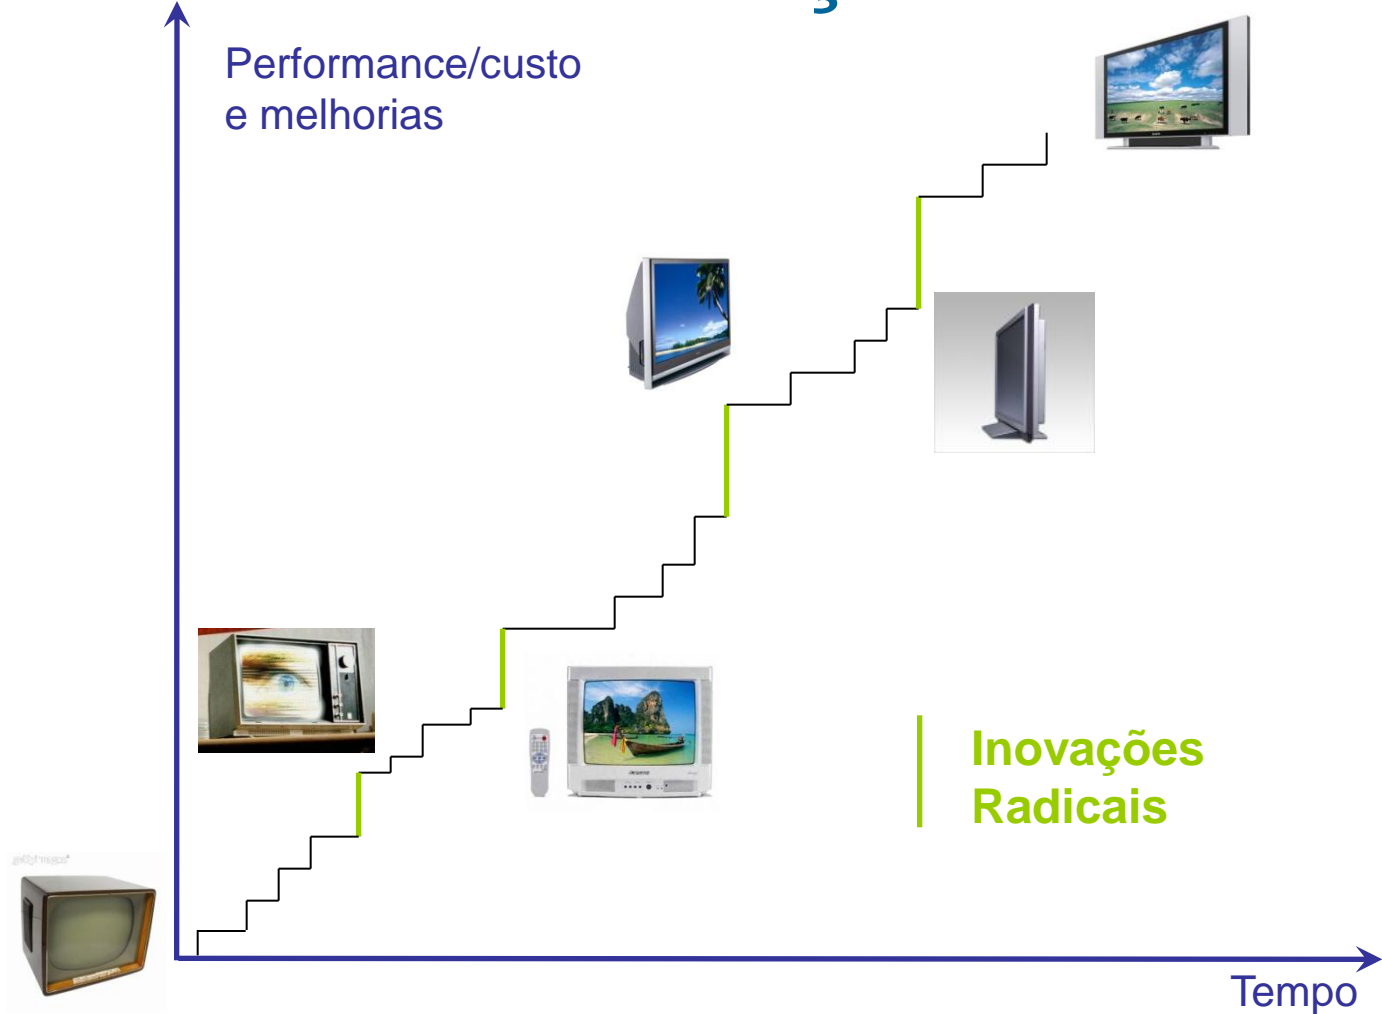 Performance/custo
e melhorias
Inovações
Radicais
Tempo